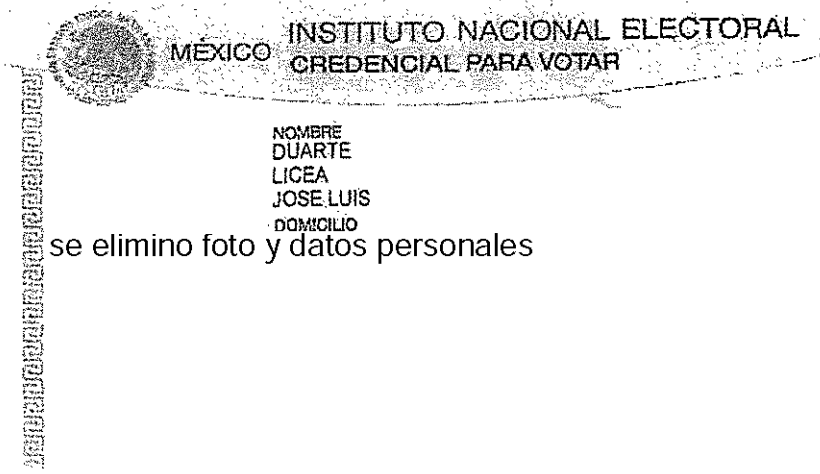 INSTITUTO NACIONAL ELECTORAL
MÉXICO CREDENCIAL PARA VOTAR
NOMBRE
DUARTE
LICEA
JOSE LUIS
DOMICILIO
se elimino foto y datos personales